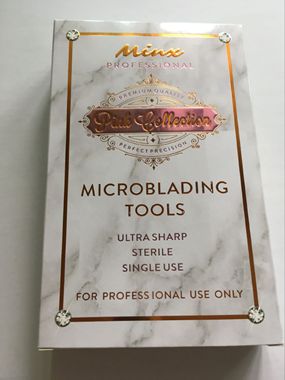 Minx
PROFESSIONAL
PREMIUM QUALITY
Pink Collection
PERFECT PRECISION
MICROBLADING
TOOLS
ULTRA SHARP
STERILE
SINGLE USE
FOR PROFESSIONAL USE ONLY